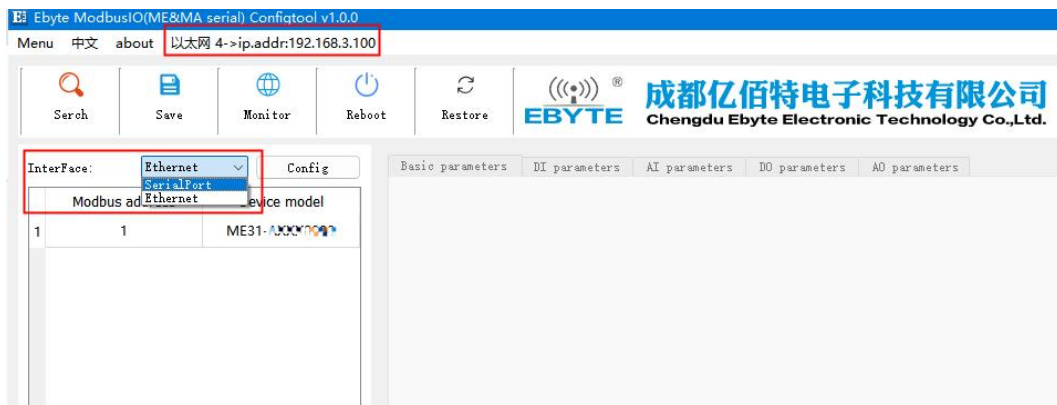 Ebyte ModbusIO(ME&MA serial) Configtool v1.0.0
Menu 中文 about 以太网 4->ip.addr:192.168.3.100
Serch Save Monitor Reboot Restore
((( ))) ®
EBYTE
成都亿佰特电子科技有限公司
Chengdu Ebyte Electronic Technology Co.,Ltd.
InterFace: Ethernet Config
SerialPort
Ethernet
Basic parameters DI parameters AI parameters DO parameters AO parameters
Modbus Device model
1 1 ME31-